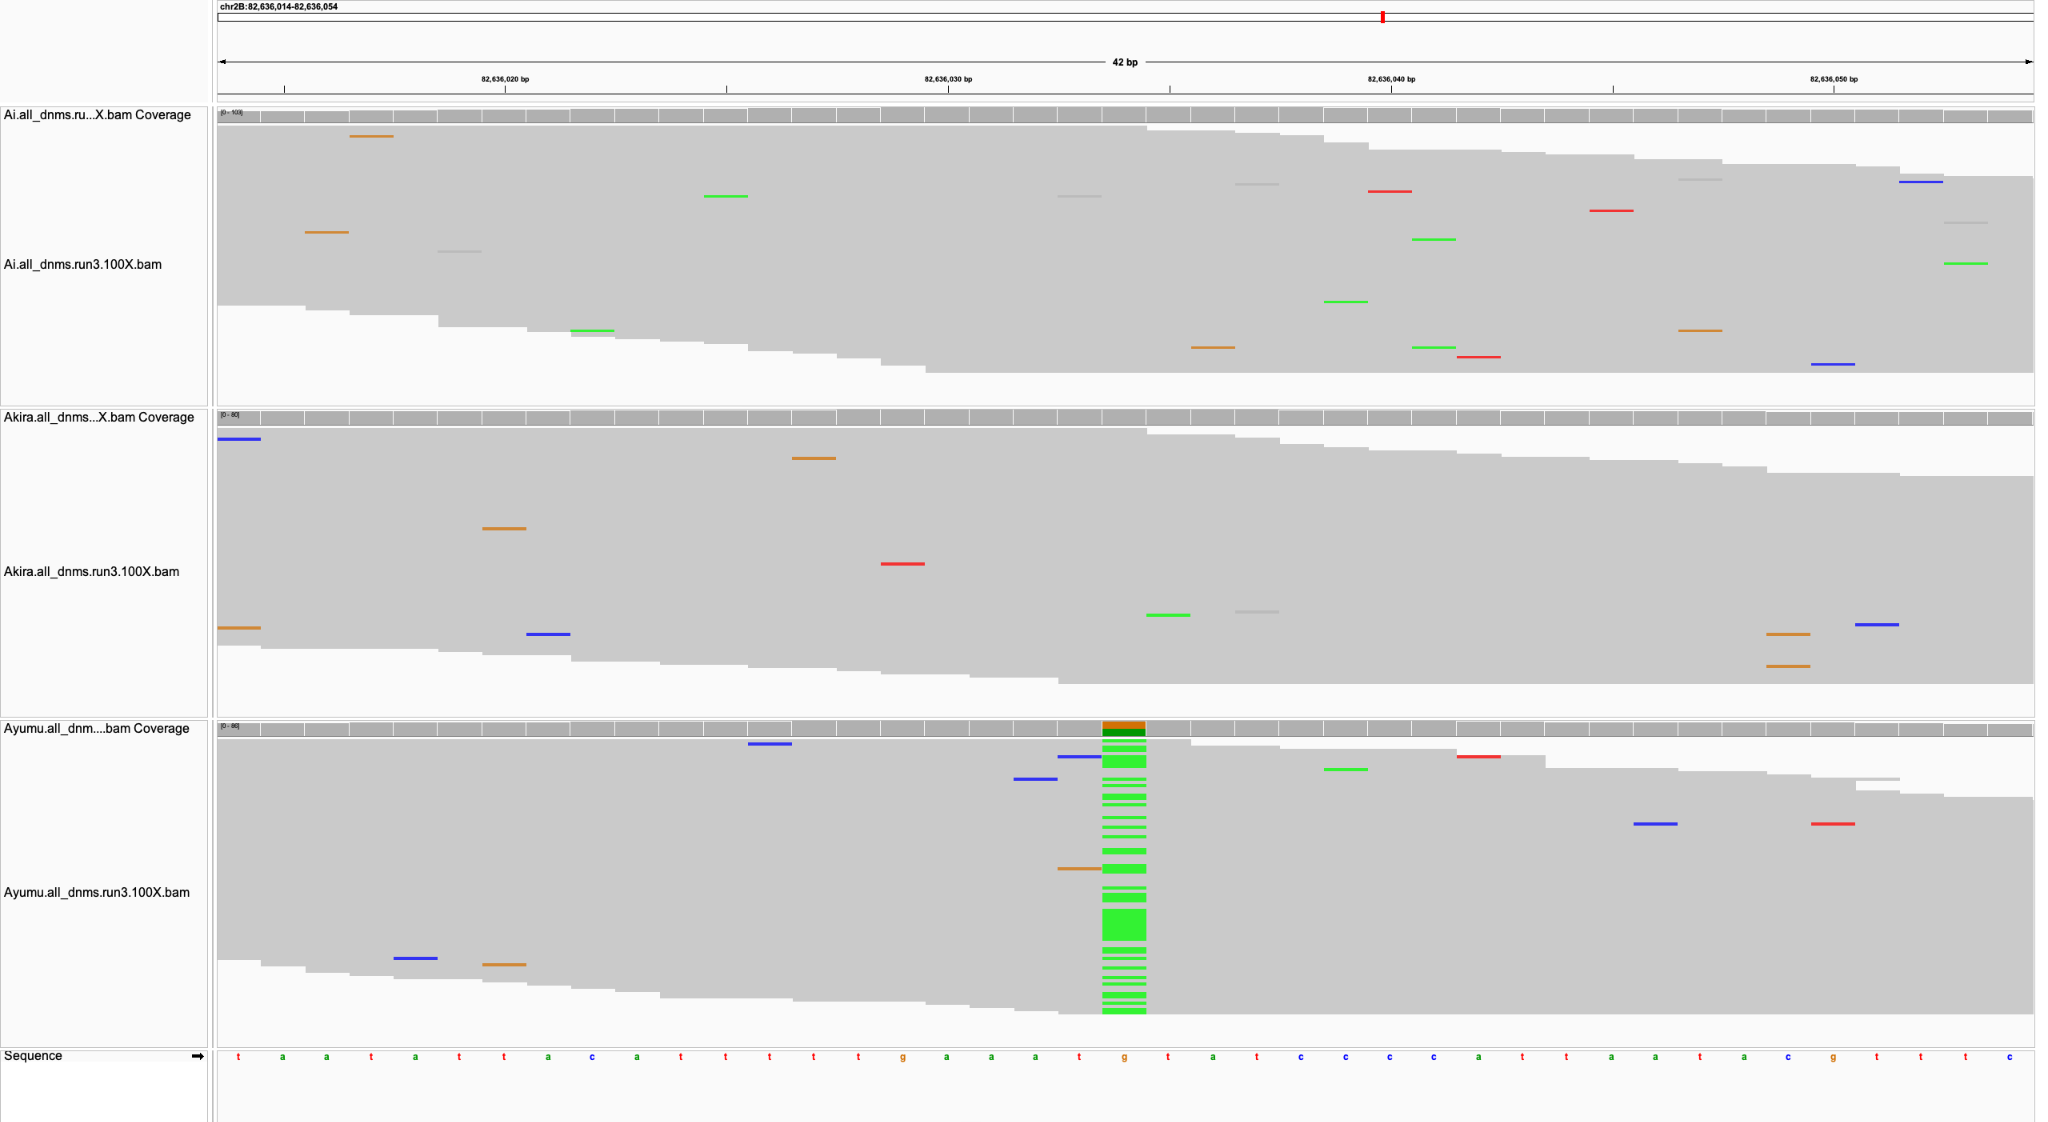 chr2B:82,636,014-82,636,054
42 bp
82,636,020 bp 82,636,030 bp 82,636,040 bp 82,636,050 bp
Ai.all_dnms.ru...X.bam Coverage
[0 - 103]
Ai.all_dnms.run3.100X.bam
Akira.all_dnms...X.bam Coverage
[0 - 80]
Akira.all_dnms.run3.100X.bam
Ayumu.all_dnm....bam Coverage
[0 - 86]
Ayumu.all_dnms.run3.100X.bam
Sequence t a a t a t t a c a t t t t t g a a a t g t a t c c c c a t t a a t a c g t t t c